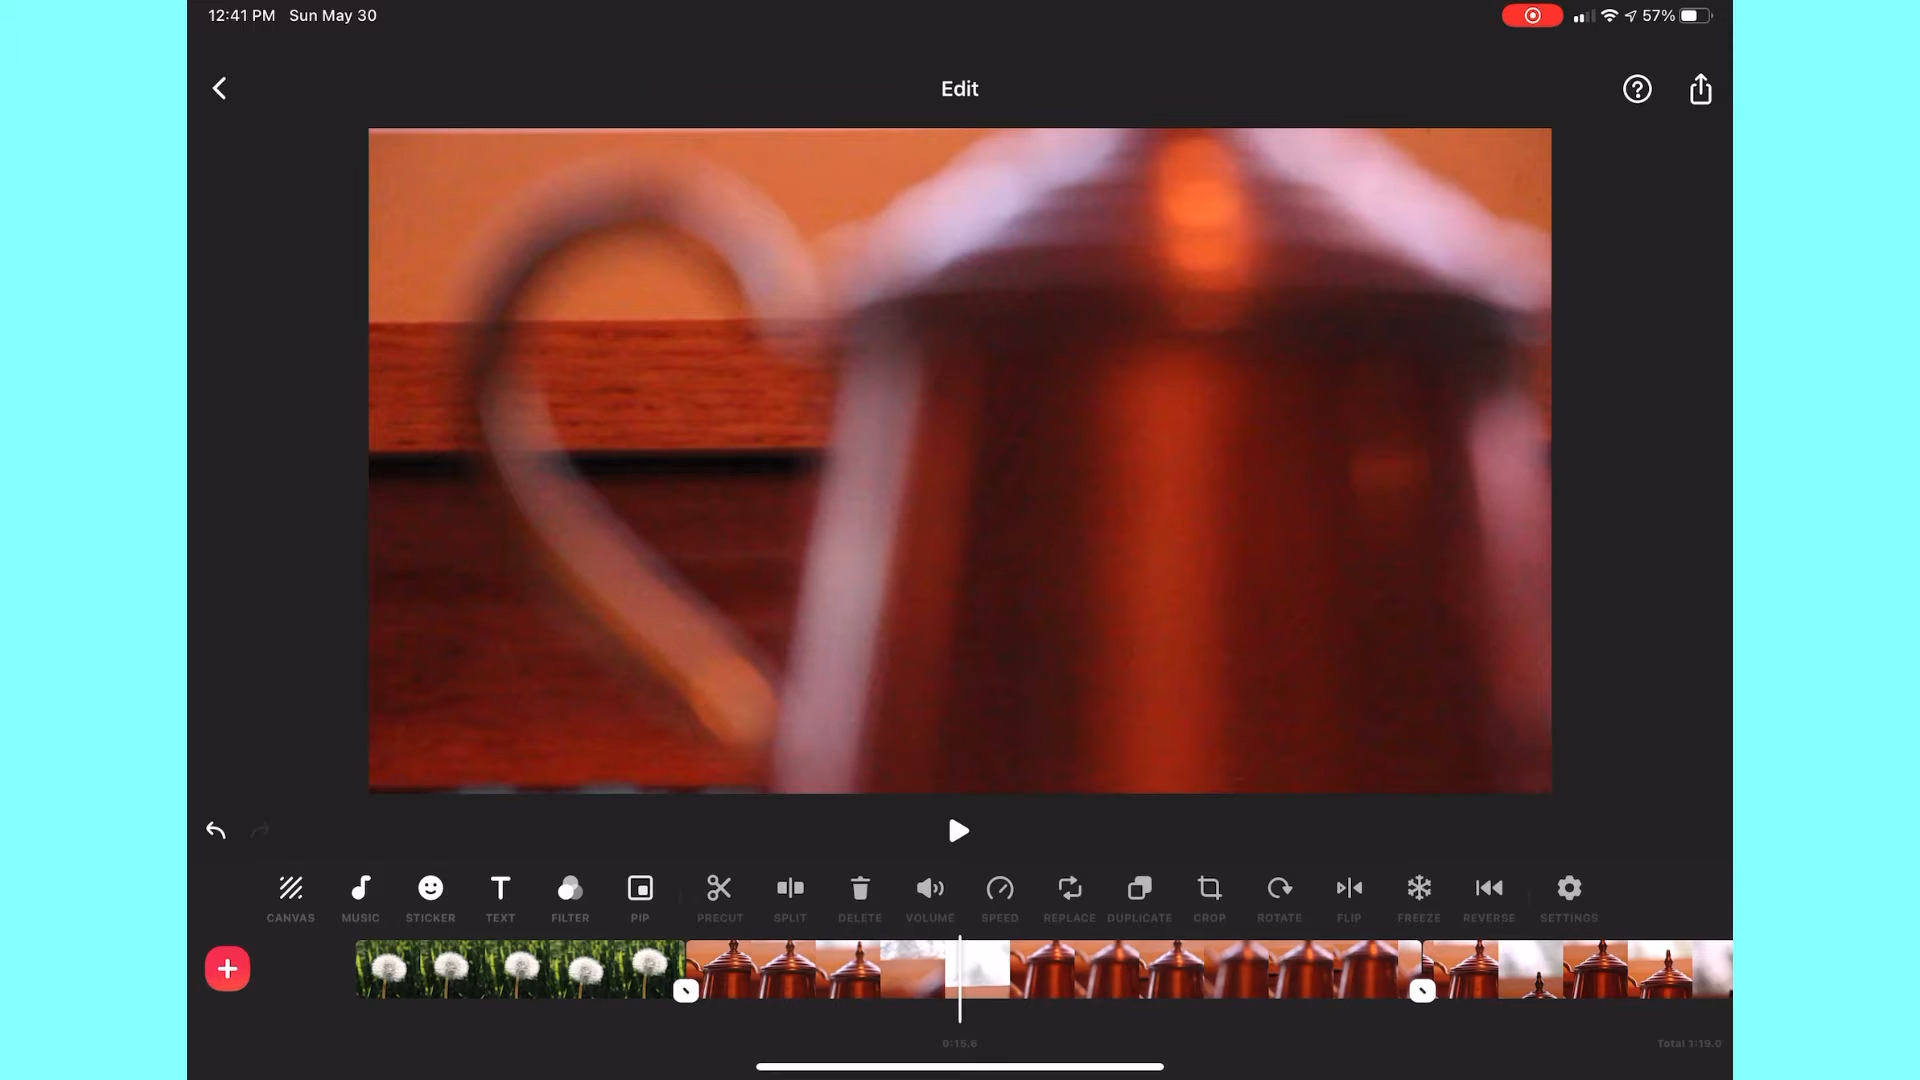 12:41 PM Sun May 30
57%
Edit
CANVAS MUSIC STICKER TEXT FILTER PIP PRECUT SPLIT DELETE VOLUME SPEED REPLACE DUPLICATE CROP ROTATE FLIP FREEZE REVERSE SETTINGS
0:15.6
Total 1:19.0